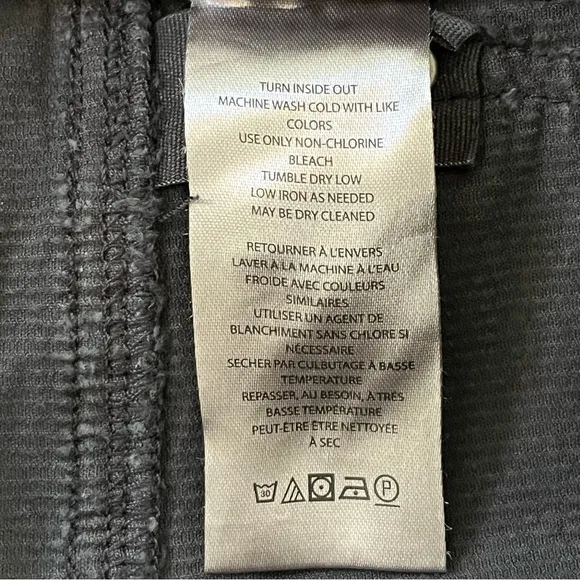 TURN INSIDE OUT
MACHINE WASH COLD WITH LIKE
COLORS
USE ONLY NON-CHLORINE
BLEACH
TUMBLE DRY LOW
LOW IRON AS NEEDED
MAY BE DRY CLEANED
RETOURNER À L'ENVERS
LAVER À LA MACHINE À L'EAU
FROIDE AVEC COULEURS
SIMILAIRES
UTILISER UN AGENT DE
BLANCHIMENT SANS CHLORE SI
NÉCESSAIRE
SECHER PAR CULBUTAGE À BASSE
TEMPERATURE
REPASSER, AU BESOIN, À TRÈS
BASSE TEMPÉRATURE
PEUT-ÊTRE ÊTRE NETTOYÉE
À SEC
30 P